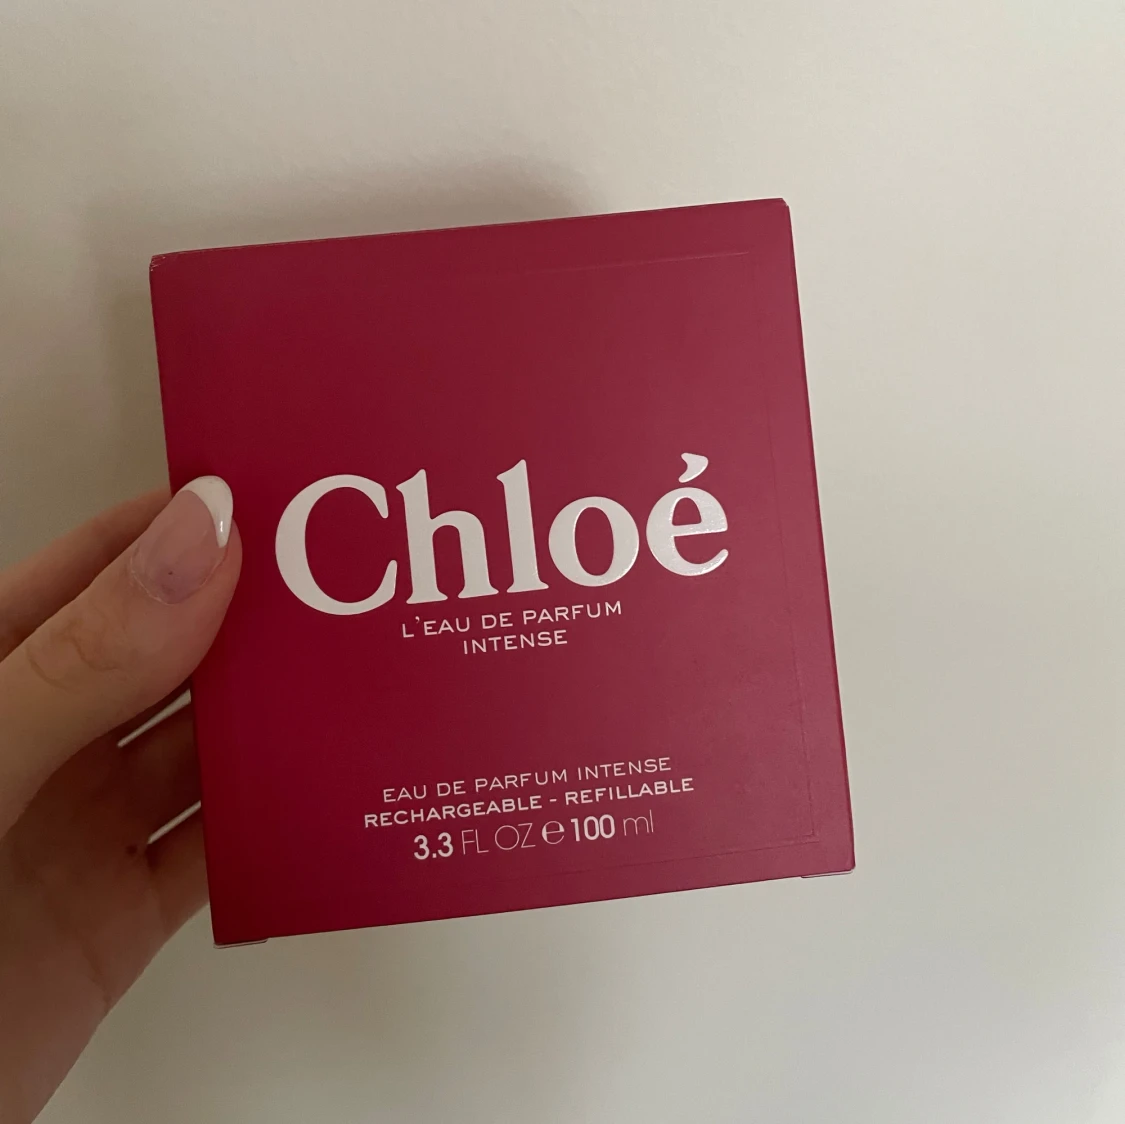 Chloé
L'EAU DE PARFUM
INTENSE
EAU DE PARFUM INTENSE
RECHARGEABLE - REFILLABLE
3.3 FL OZ ℮ 100 ml